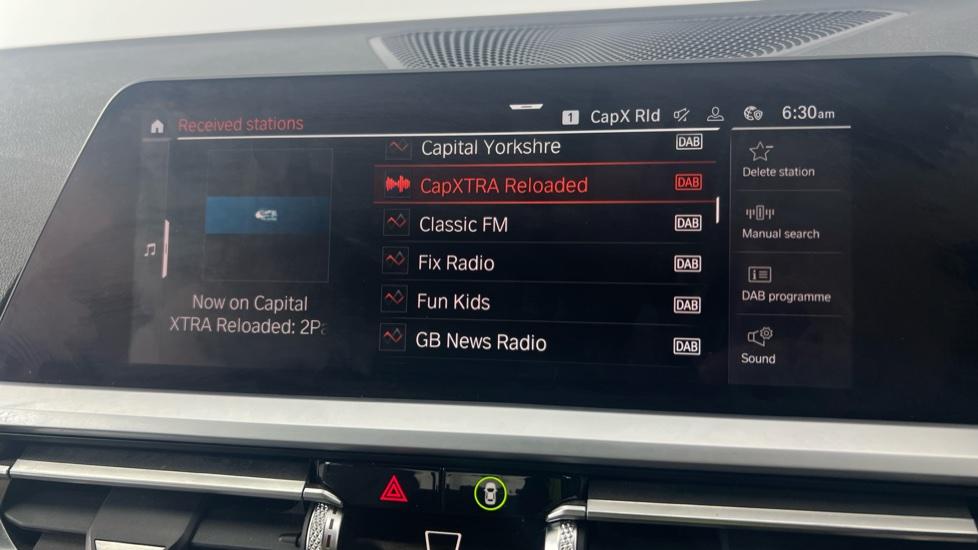 Received stations
1 CapX Rld 6:30am
Capital Yorkshre DAB
CapXTRA Reloaded DAB
Classic FM DAB
Fix Radio DAB
Fun Kids DAB
GB News Radio DAB
Now on Capital
XTRA Reloaded: 2Pa
Delete station
Manual search
DAB programme
Sound